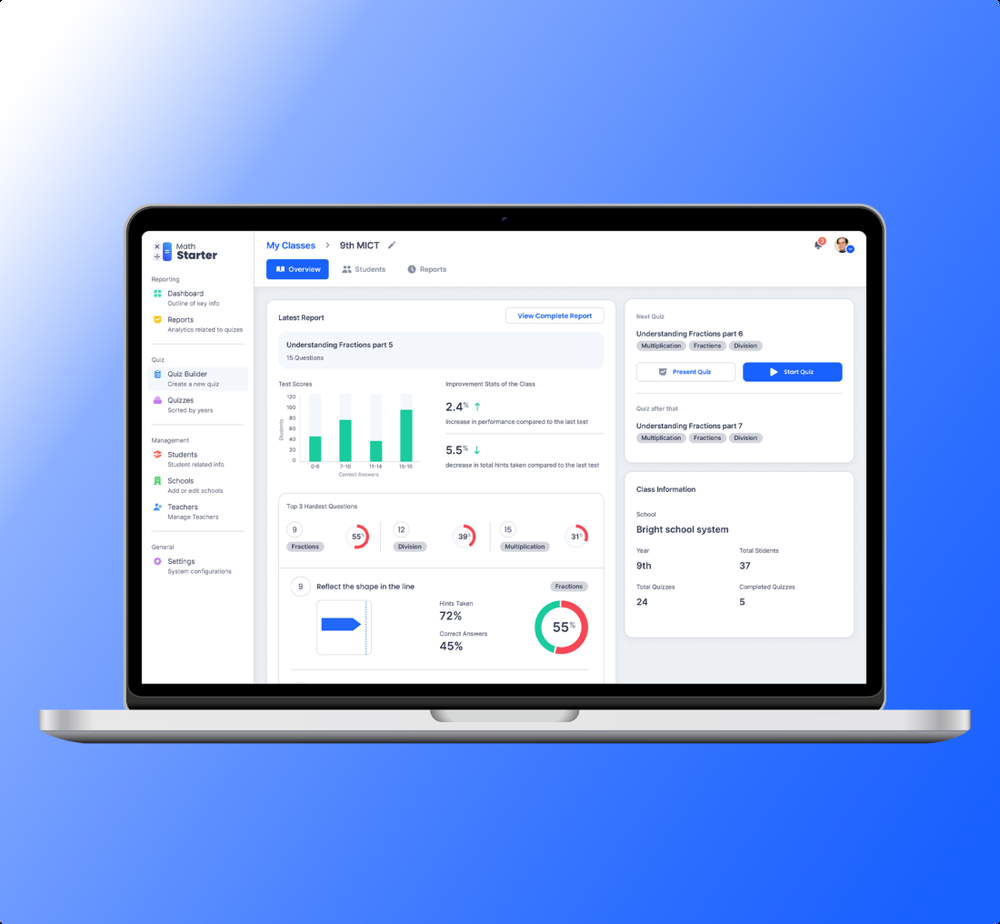 Math
Starter
Reporting
Dashboard
Outline of key info
Reports
Analytics related to quizes
Quiz
Quiz Builder
Create a new quiz
Quizzes
Sorted by years
Management
Students
Student related info
Schools
Add or edit schools
Teachers
Manage Teachers
General
Settings
System configurations
My Classes > 9th MICT
3
Overview Students Reports
Latest Report
View Complete Report
Understanding Fractions part 5
15 Questions
Test Scores
120
100
80
60
40
20
0
Students
0-6 7-10 11-14 15-16
Correct Answers
Improvement Stats of the Class
2.4%
Increase in performance compared to the last test
5.5%
decrease in total hints taken compared to the last test
Top 3 Hardest Questions
9
Fractions
55%
12
Division
39%
15
Multiplication
31%
9 Reflect the shape in the line
Fractions
Hints Taken
72%
Correct Answers
45%
55%
Next Quiz
Understanding Fractions part 6
Multiplication Fractions Division
Present Quiz Start Quiz
Quiz after that
Understanding Fractions part 7
Multiplication Fractions Division
Class Information
School
Bright school system
Year Total Stidents
9th 37
Total Quizzes Completed Quizzes
24 5